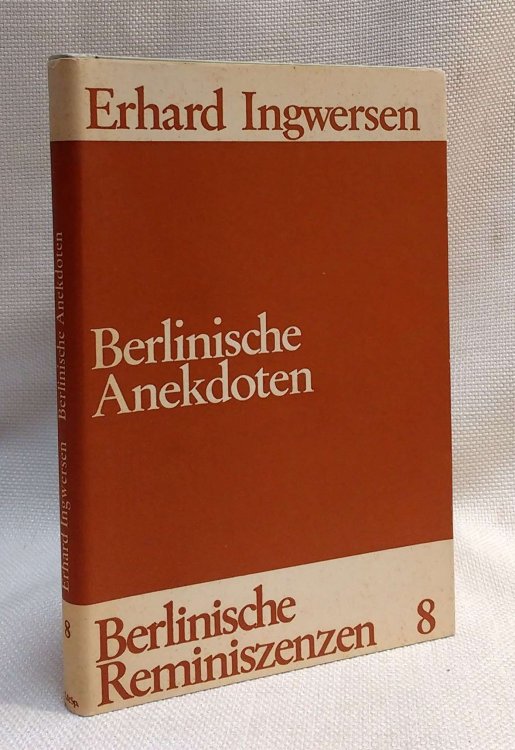 Erhard Ingwersen
Berlinische
Anekdoten
Berlinische
Reminiszenzen 8
Erhard Ingwersen Berlinische Anekdoten
8